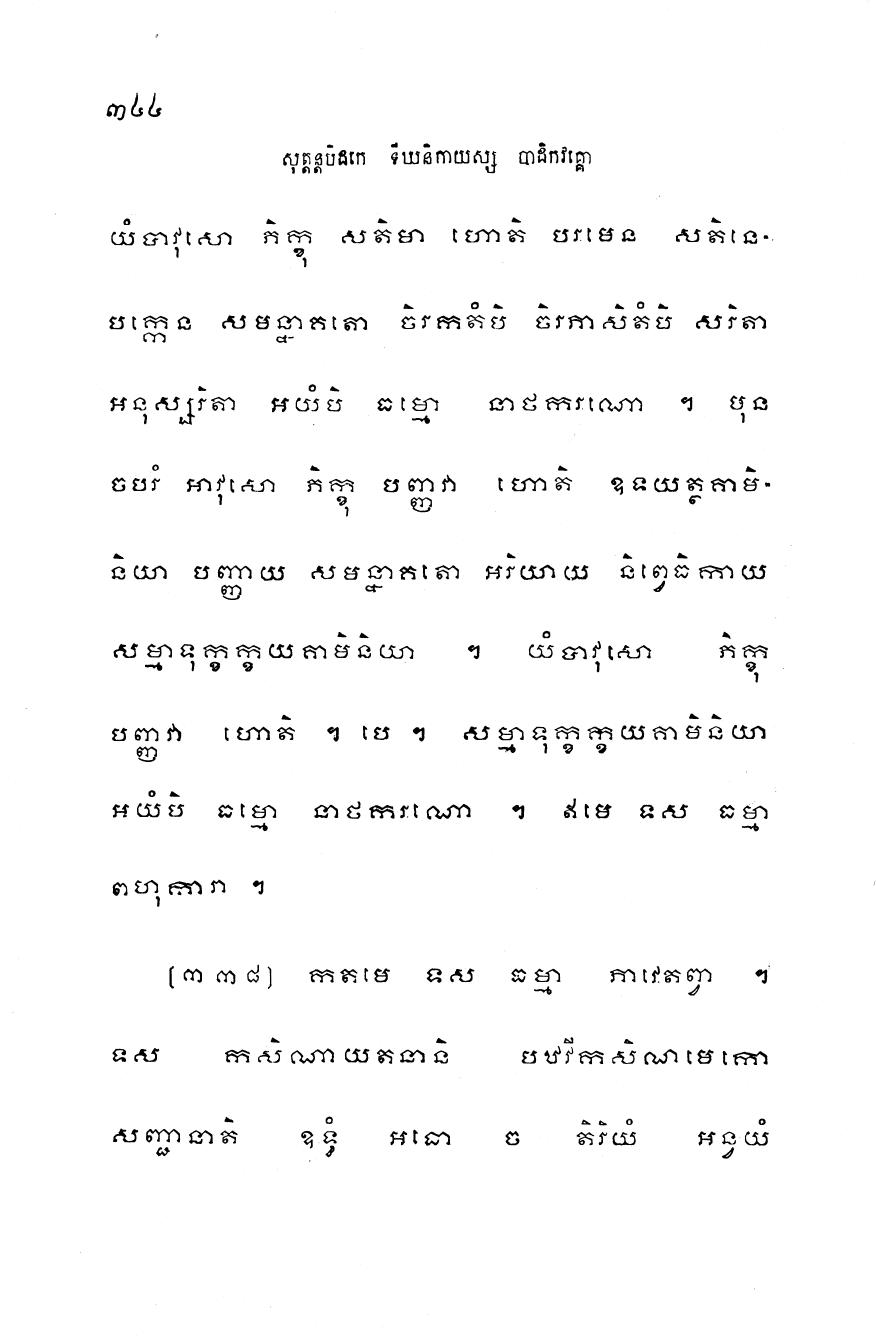 ៣៤៤
សុត្តន្តបិដកេ ទីឃនិកាយស្ស បាដិកវគ្គោ
យំបាវុសោ ភិក្ខុ សតិមា ហោតិ បរមេន សតិនេ-
បក្កេន សមន្នាគតោ ចិរកតំបិ ចិរភាសិតំបិ សរិតា
អនុស្សរិតា អយំបិ ធម្មោ នាថករណោ ។ បុន
ចបរំ អាវុសោ ភិក្ខុ បញ្ញវា ហោតិ ឧទយត្ថគាមិ-
និយា បញ្ញាយ សមន្នាគតោ អរិយាយ និព្វេធិកាយ
សម្មាទុក្ខក្ខយគាមិនិយា ។ យំបាវុសោ ភិក្ខុ
បញ្ញវា ហោតិ ។ បេ ។ សម្មាទុក្ខក្ខយគាមិនិយា
អយំបិ ធម្មោ នាថករណោ ។ ឥមេ ទស ធម្មា
ពហុការា ។
(៣៣៨) កតមេ ទស ធម្មា ភាវេតព្វា ។
ទស កសិណាយតនានិ បឋវីកសិណមេកោ
សញ្ជានាតិ ឧទ្ធំ អធោ ច តិរិយំ អន្វយំ